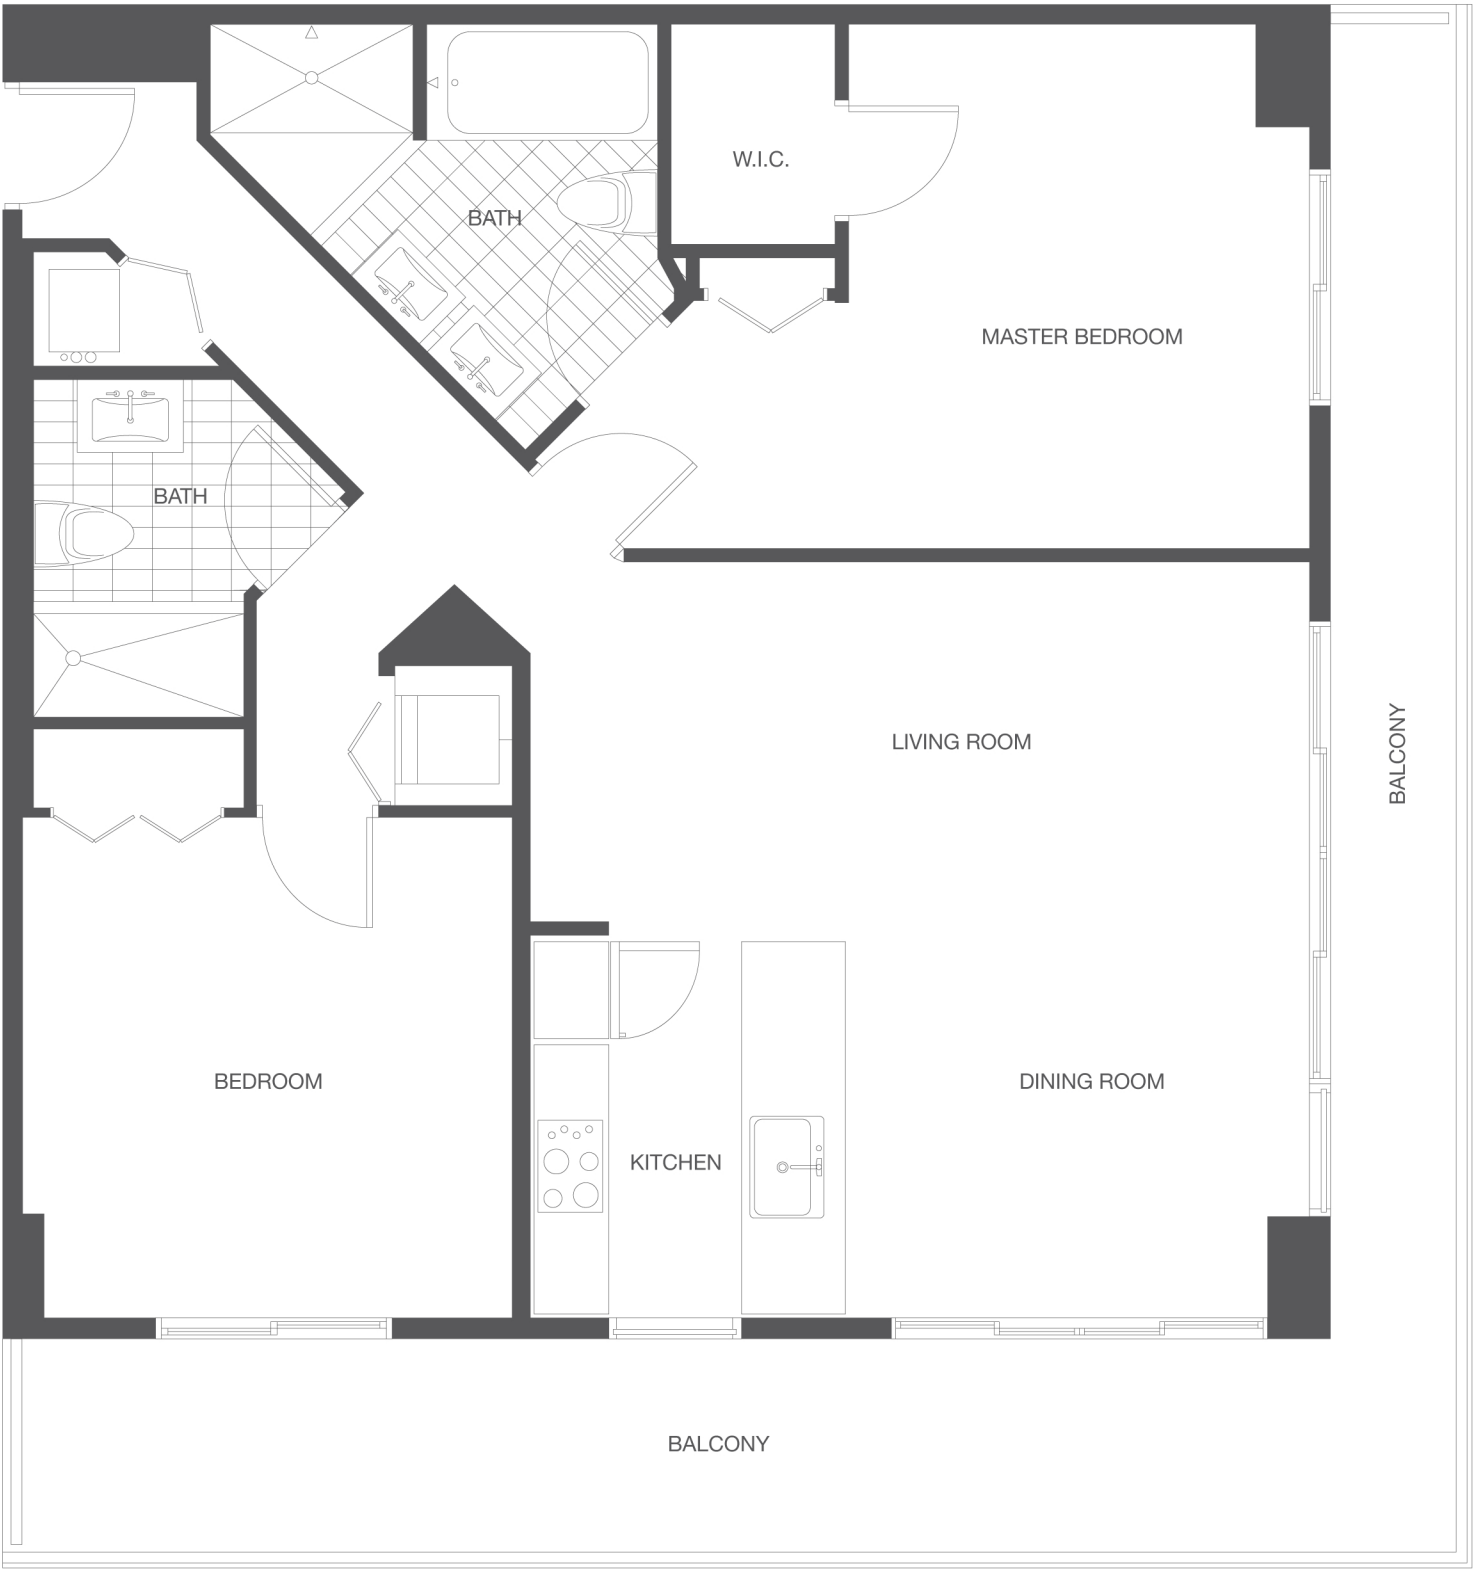 W.I.C.
BATH
MASTER BEDROOM
BATH
LIVING ROOM
BALCONY
BEDROOM
DINING ROOM
KITCHEN
BALCONY